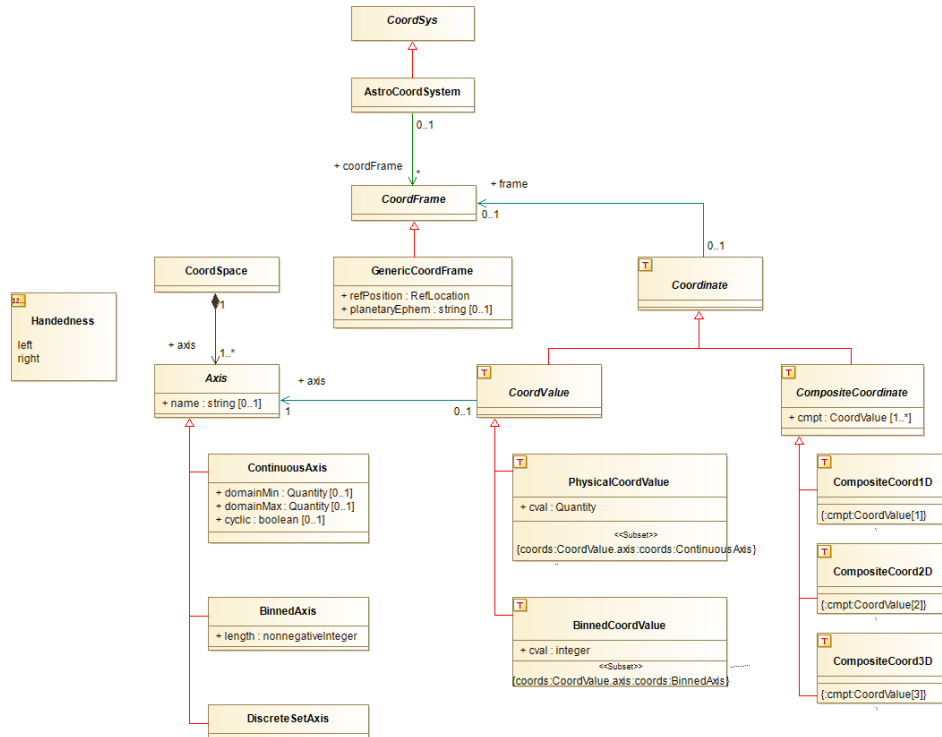 CoordSys
AstroCoordSystem
0..1
+ coordFrame
*
CoordFrame
+ frame
0..1
0..1
CoordSpace
1
+ axis
1..*
GenericCoordFrame
+ refPosition : RefLocation
+ planetaryEphem : string [0..1]
T
Coordinate
12...
Handedness
left
right
Axis
+ name : string [0..1]
+ axis
1
0..1
T
CoordValue
T
CompositeCoordinate
+ cmpt : CoordValue [1..*]
ContinuousAxis
+ domainMin : Quantity [0..1]
+ domainMax : Quantity [0..1]
+ cyclic : boolean [0..1]
T
PhysicalCoordValue
+ cval : Quantity
<<Subset>>
{coords:CoordValue.axis:coords:ContinuousAxis}
T
CompositeCoord1D
{:cmpt:CoordValue[1]}
T
CompositeCoord2D
{:cmpt:CoordValue[2]}
BinnedAxis
+ length : nonnegativeInteger
T
BinnedCoordValue
+ cval : integer
<<Subset>>
{coords:CoordValue.axis:coords:BinnedAxis}
T
CompositeCoord3D
{:cmpt:CoordValue[3]}
DiscreteSetAxis